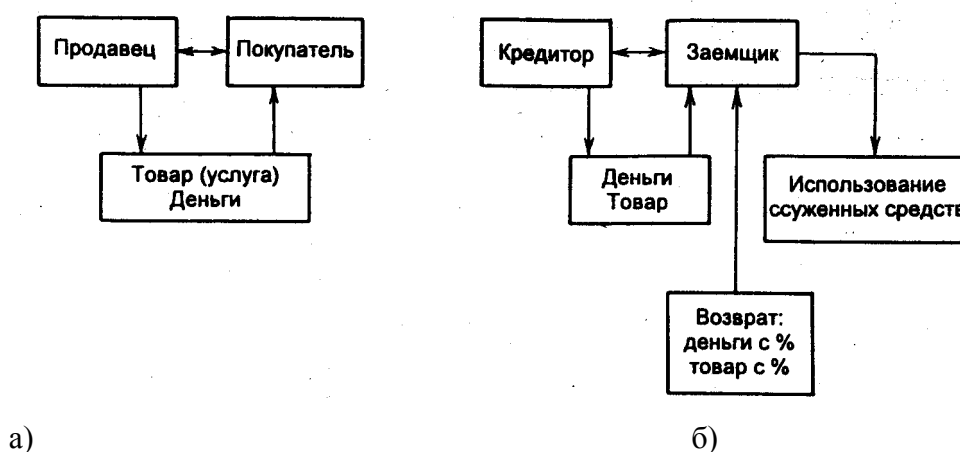 Продавец
Покупатель
Товар (услуга)
Деньги
Кредитор
Заемщик
Деньги
Товар
Использование
ссуженных средств
Возврат:
деньги с %
товар с %
а)
б)